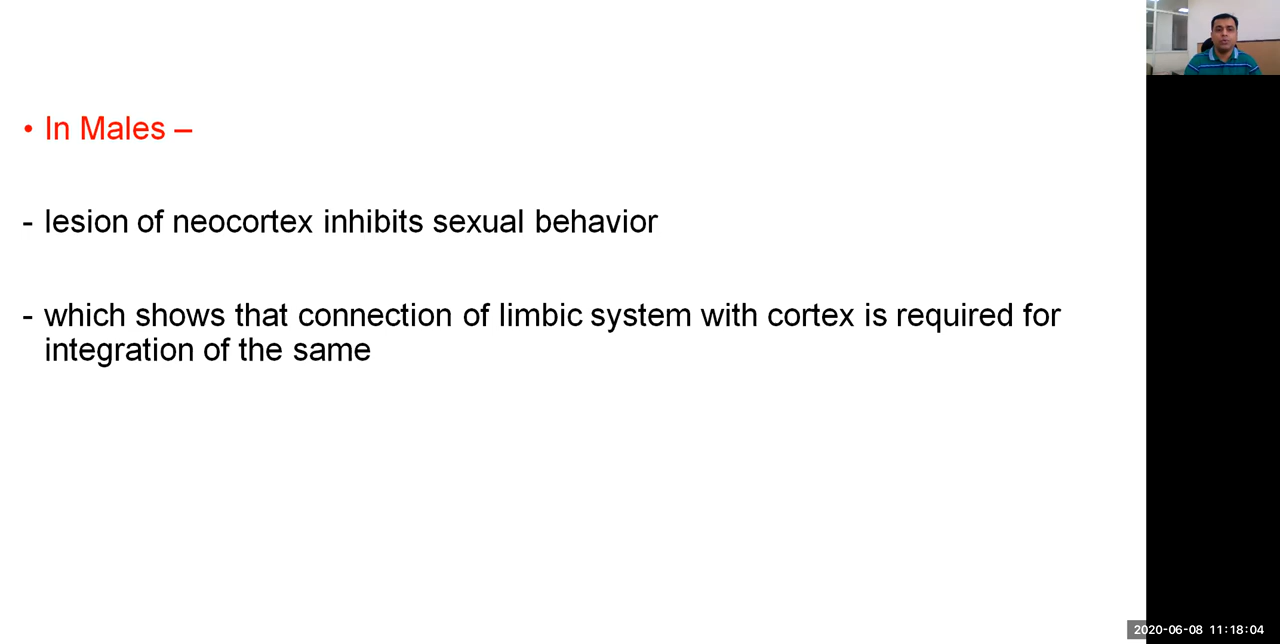 • In Males –
- lesion of neocortex inhibits sexual behavior
- which shows that connection of limbic system with cortex is required for
integration of the same
2020-06-08 11:18:04